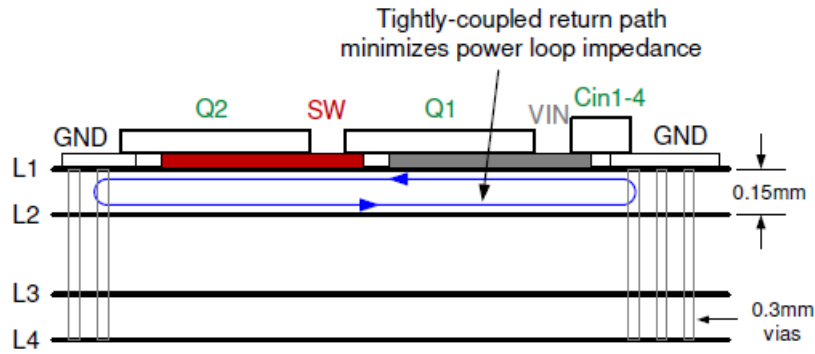 Tightly-coupled return path
minimizes power loop impedance
Q2
SW
Q1
VIN
Cin1-4
GND
GND
L1
0.15mm
L2
L3
0.3mm
vias
L4